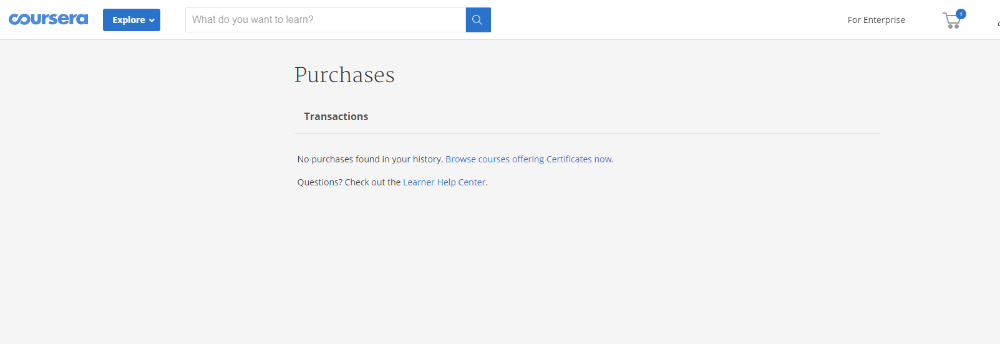 coursera
Explore
What do you want to learn?
For Enterprise
1
Purchases
Transactions
No purchases found in your history. Browse courses offering Certificates now.
Questions? Check out the Learner Help Center.